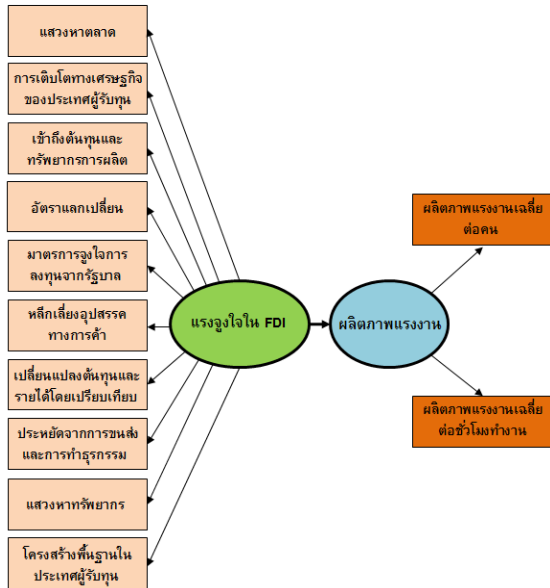 แสวงหาตลาด
การเติบโตทางเศรษฐกิจ
ของประเทศผู้รับทุน
เข้าถึงต้นทุนและ
ทรัพยากรการผลิต
อัตราแลกเปลี่ยน
มาตรการจูงใจการ
ลงทุนจากรัฐบาล
หลีกเลี่ยงอุปสรรค
ทางการค้า
เปลี่ยนแปลงต้นทุนและ
รายได้โดยเปรียบเทียบ
ประหยัดจากการขนส่ง
และการทำธุรกรรม
แสวงหาทรัพยากร
โครงสร้างพื้นฐานใน
ประเทศผู้รับทุน
แรงจูงใจใน FDI
ผลิตภาพแรงงาน
ผลิตภาพแรงงานเฉลี่ย
ต่อคน
ผลิตภาพแรงงานเฉลี่ย
ต่อชั่วโมงทำงาน